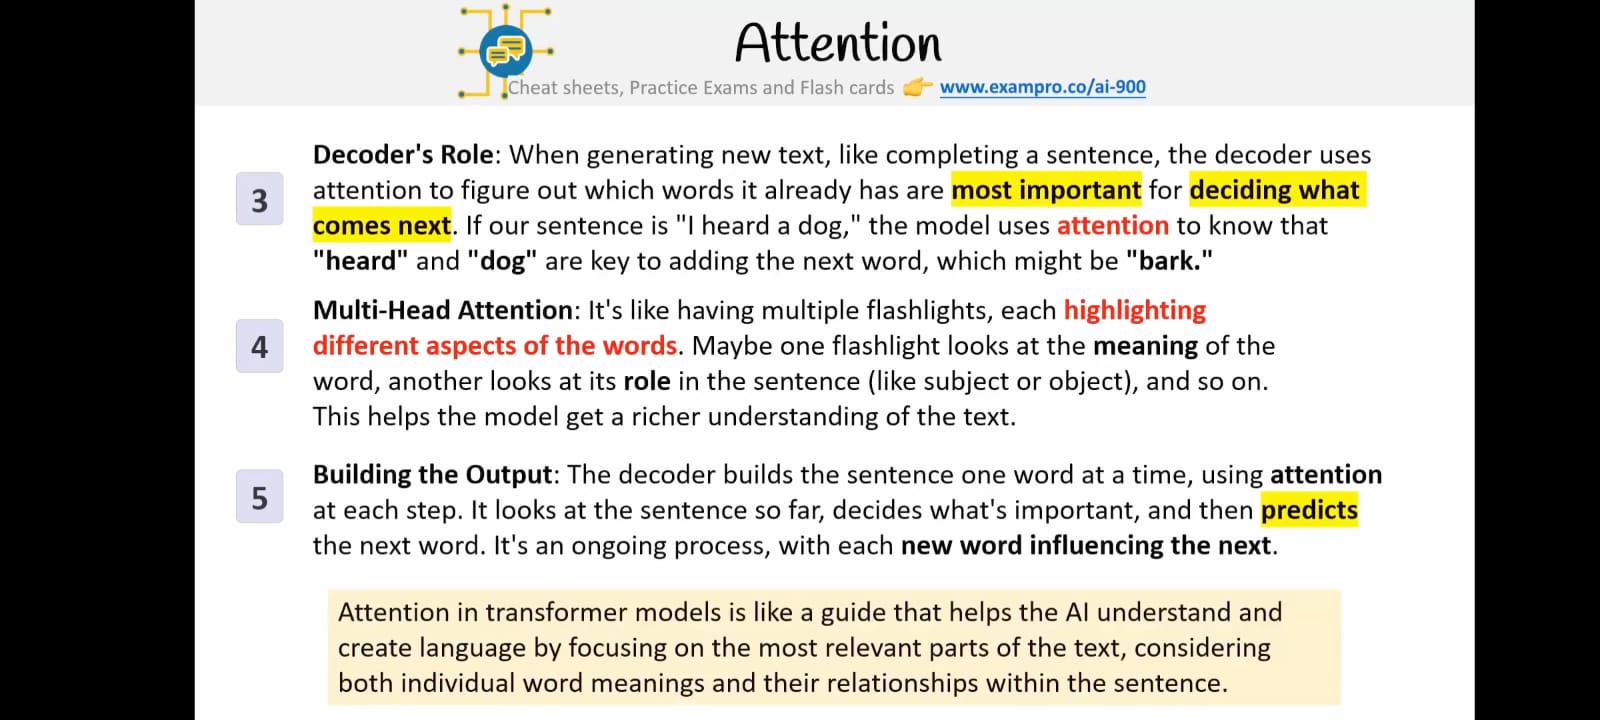 Attention
Cheat sheets, Practice Exams and Flash cards 👉 www.exampro.co/ai-900
3
Decoder's Role: When generating new text, like completing a sentence, the decoder uses
attention to figure out which words it already has are most important for deciding what
comes next. If our sentence is "I heard a dog," the model uses attention to know that
"heard" and "dog" are key to adding the next word, which might be "bark."
4
Multi-Head Attention: It's like having multiple flashlights, each highlighting
different aspects of the words. Maybe one flashlight looks at the meaning of the
word, another looks at its role in the sentence (like subject or object), and so on.
This helps the model get a richer understanding of the text.
5
Building the Output: The decoder builds the sentence one word at a time, using attention
at each step. It looks at the sentence so far, decides what's important, and then predicts
the next word. It's an ongoing process, with each new word influencing the next.
Attention in transformer models is like a guide that helps the AI understand and
create language by focusing on the most relevant parts of the text, considering
both individual word meanings and their relationships within the sentence.